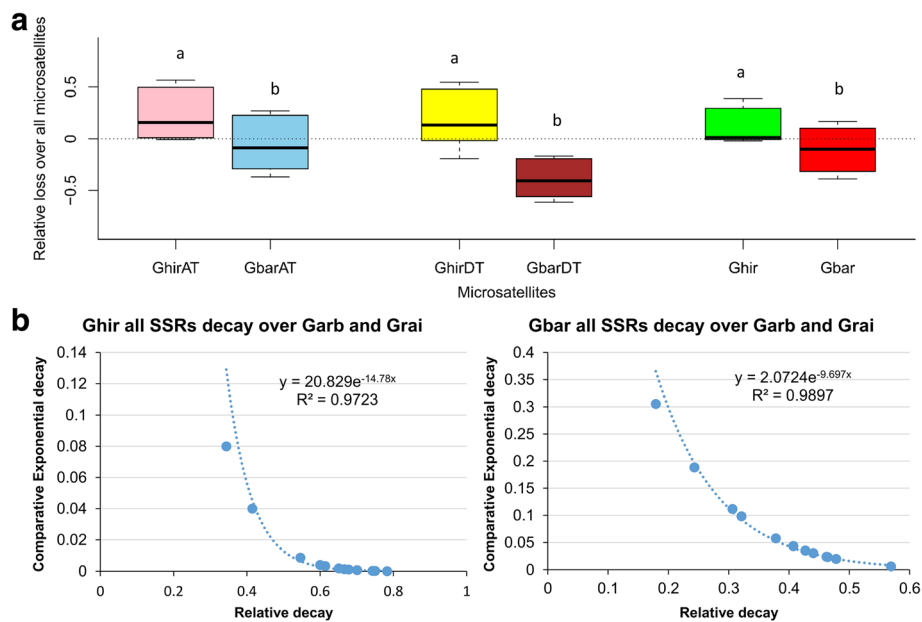 a
Relative loss over all microsatellites
0.5
0
−0.5
a
b
a
b
a
b
GhirAT
GbarAT
GhirDT
GbarDT
Ghir
Gbar
Microsatellites
b
Ghir all SSRs decay over Garb and Grai
Comparative Exponential decay
0.14
0.12
0.1
0.08
0.06
0.04
0.02
0
y = 20.829e-14.78x
R² = 0.9723
0 0.2 0.4 0.6 0.8 1
Relative decay
Gbar all SSRs decay over Garb and Grai
Comparative Exponential decay
0.4
0.35
0.3
0.25
0.2
0.15
0.1
0.05
0
y = 2.0724e-9.697x
R² = 0.9897
0 0.1 0.2 0.3 0.4 0.5 0.6
Relative decay